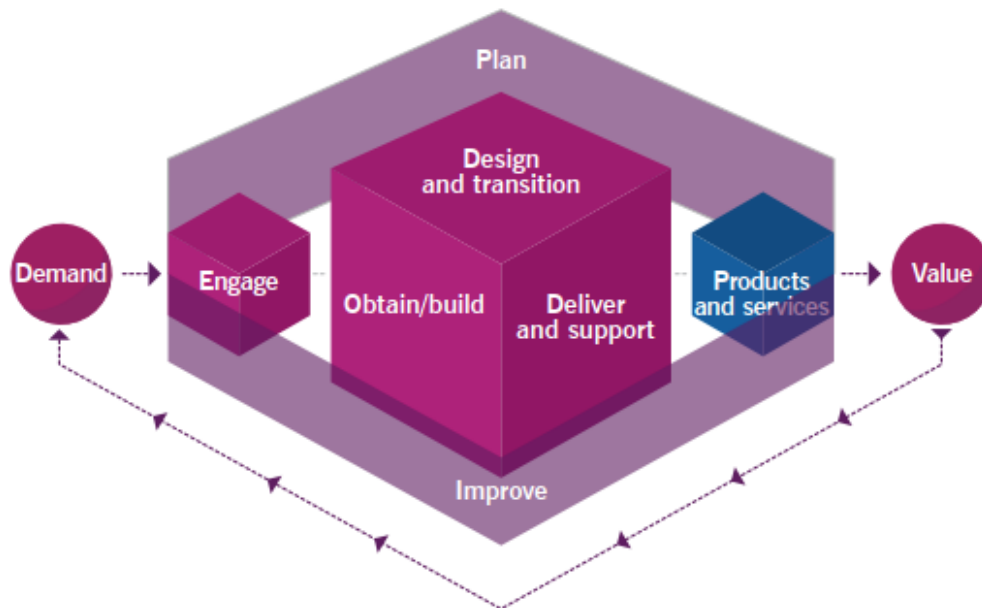 Plan
Design
and transition
Demand
Engage
Obtain/build
Deliver
and support
Products
and services
Value
Improve